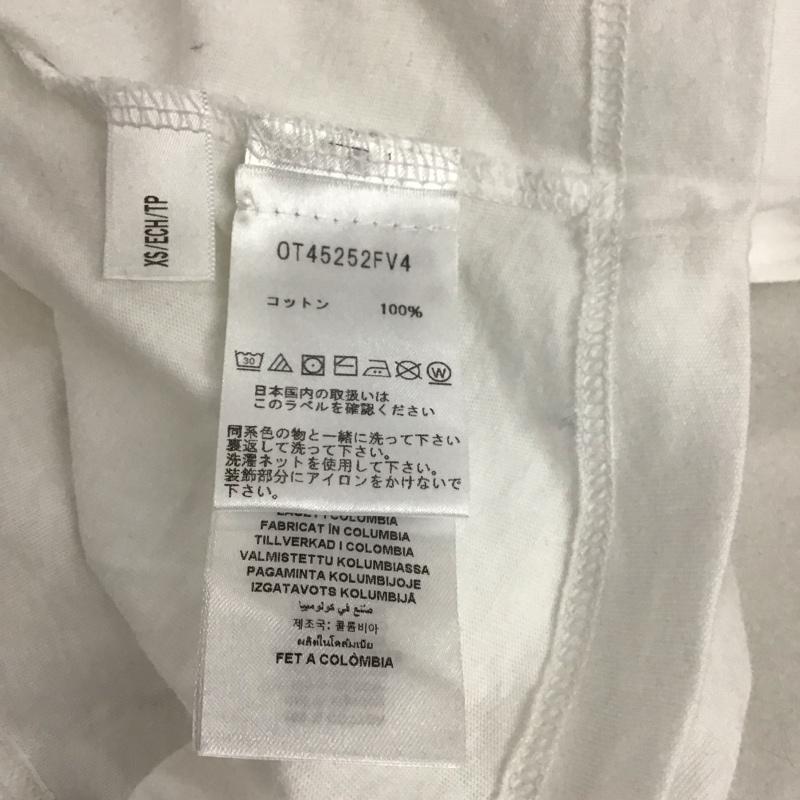 XS/ECH/TP
OT45252FV4
コットン 100%
30
W
日本国内の取扱いは
このラベルを確認ください
同系色の物と一緒に洗って下さい
裏返して洗って下さい。
洗濯ネットを使用して下さい。
装飾部分にアイロンをかけないで
下さい。
I COLUMBIA
FABRICAT ÎN COLUMBIA
TILLVERKAD I COLOMBIA
VALMISTETTU KOLUMBIASSA
PAGAMINTA KOLUMBIJOJE
IZGATAVOTS KOLUMBIJĀ
صنع في كولومبيا
제조국: 콜롬비아
ผลิตในโคลัมเบีย
FET A COLÒMBIA